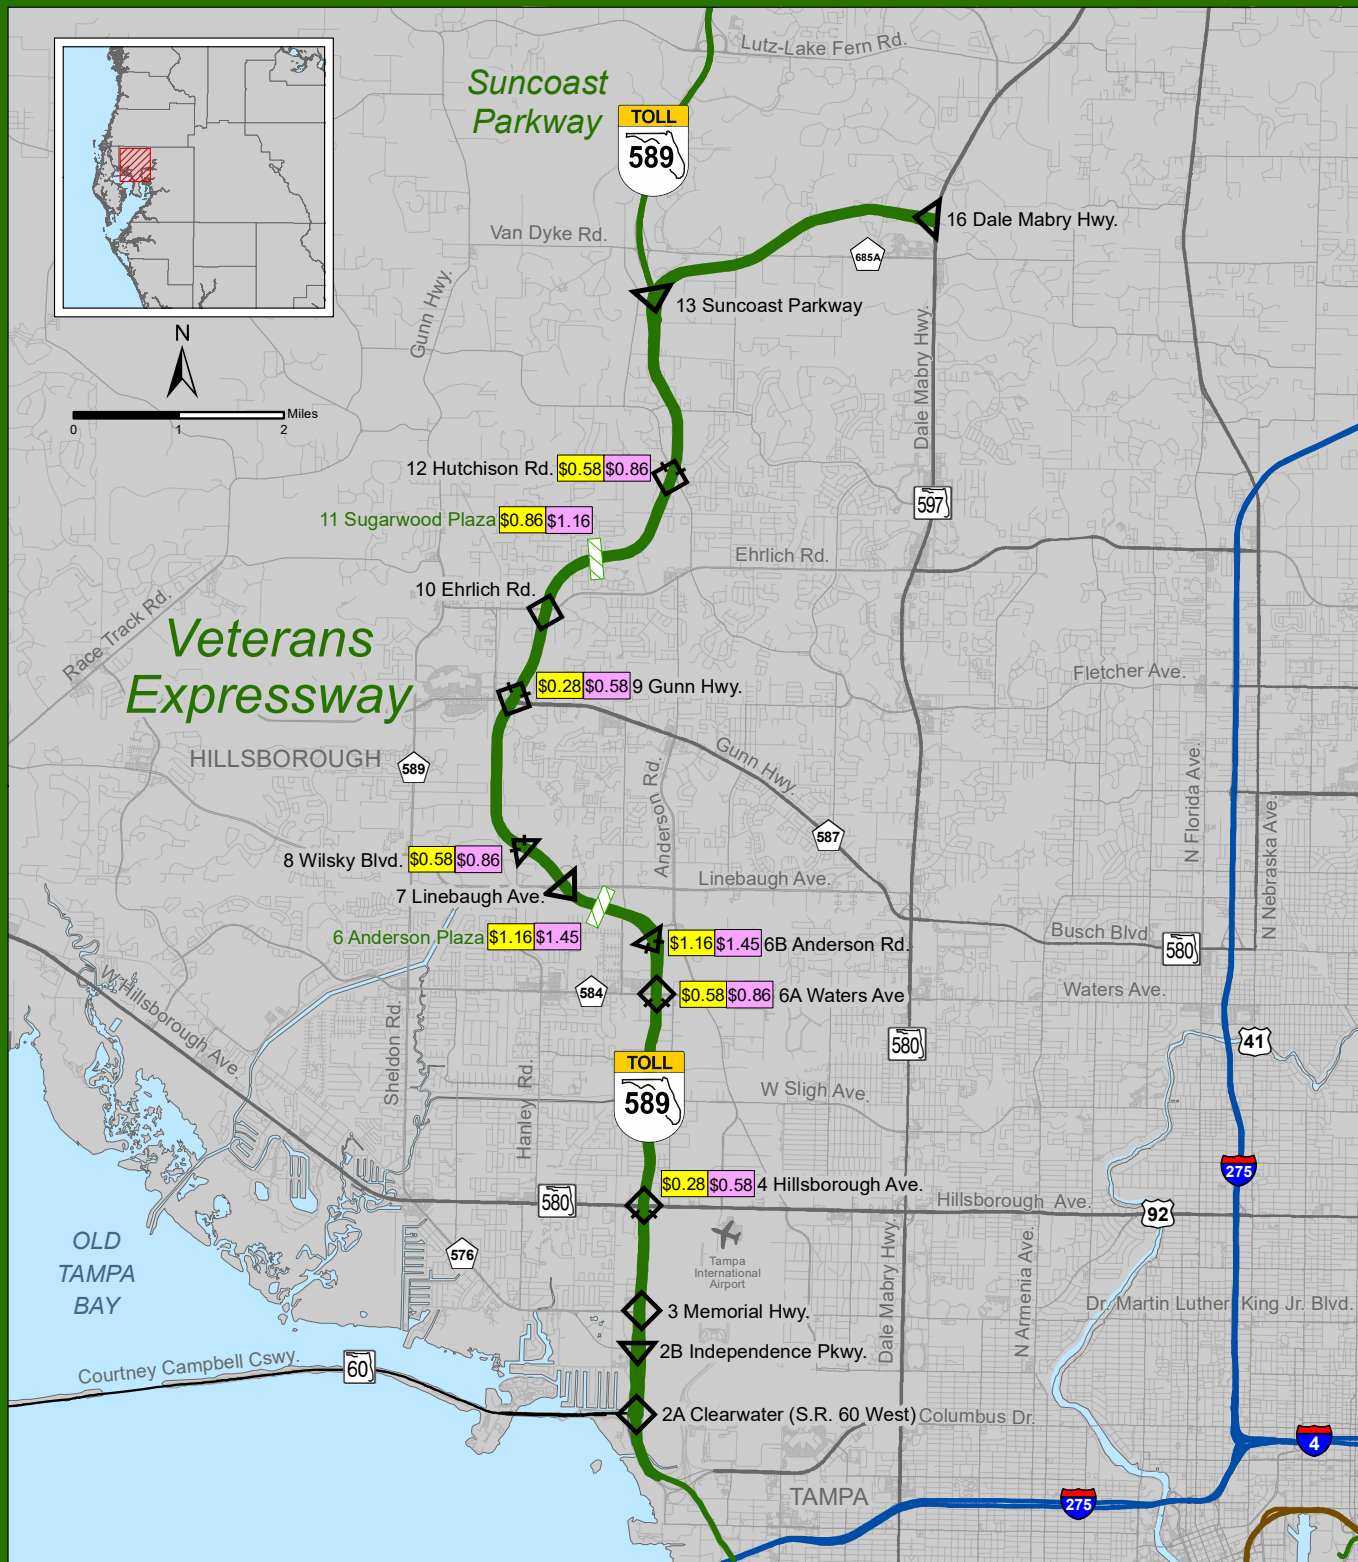 Lutz-Lake Fern Rd.
Suncoast
Parkway
TOLL
589
16 Dale Mabry Hwy.
Van Dyke Rd.
685A
Gunn Hwy.
13 Suncoast Parkway
N
Miles
0 1 2
Dale Mabry Hwy.
12 Hutchison Rd. $0.58 $0.86
597
11 Sugarwood Plaza $0.86 $1.16
Ehrlich Rd.
10 Ehrlich Rd.
Race Track Rd.
Veterans
Expressway
Fletcher Ave.
$0.28 $0.58 9 Gunn Hwy.
HILLSBOROUGH
589
Gunn Hwy.
Anderson Rd.
587
N Florida Ave.
N Nebraska Ave.
8 Wilsky Blvd. $0.58 $0.86
Linebaugh Ave.
7 Linebaugh Ave.
6 Anderson Plaza $1.16 $1.45
$1.16 $1.45 6B Anderson Rd.
Busch Blvd.
580
W Hillsborough Ave.
584
$0.58 $0.86 6A Waters Ave
Waters Ave.
Sheldon Rd.
Hanley Rd.
580
41
TOLL
589
W Sligh Ave.
275
$0.28 $0.58 4 Hillsborough Ave.
580
Hillsborough Ave.
92
OLD
TAMPA
BAY
576
Tampa
International
Airport
Dale Mabry Hwy.
N Armenia Ave.
3 Memorial Hwy.
Dr. Martin Luther King Jr. Blvd.
2B Independence Pkwy.
Courtney Campbell Cswy.
60
2A Clearwater (S.R. 60 West)
Columbus Dr.
4
TAMPA
275